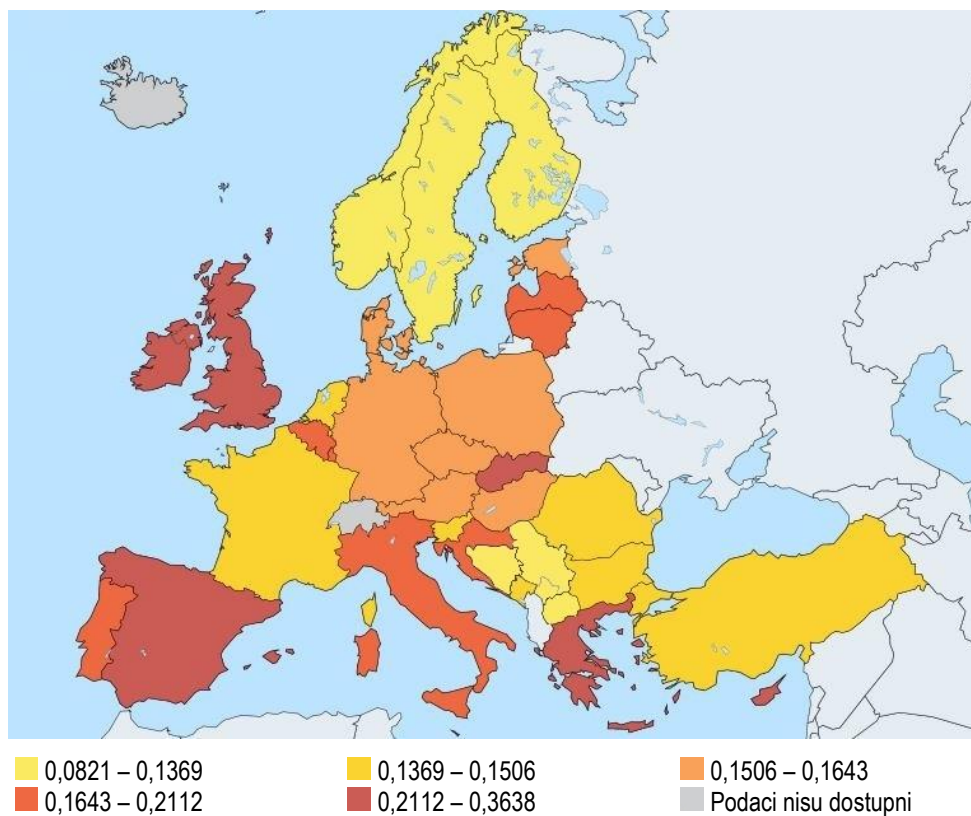 0,0821 – 0,1369
0,1369 – 0,1506
0,1506 – 0,1643
0,1643 – 0,2112
0,2112 – 0,3638
Podaci nisu dostupni